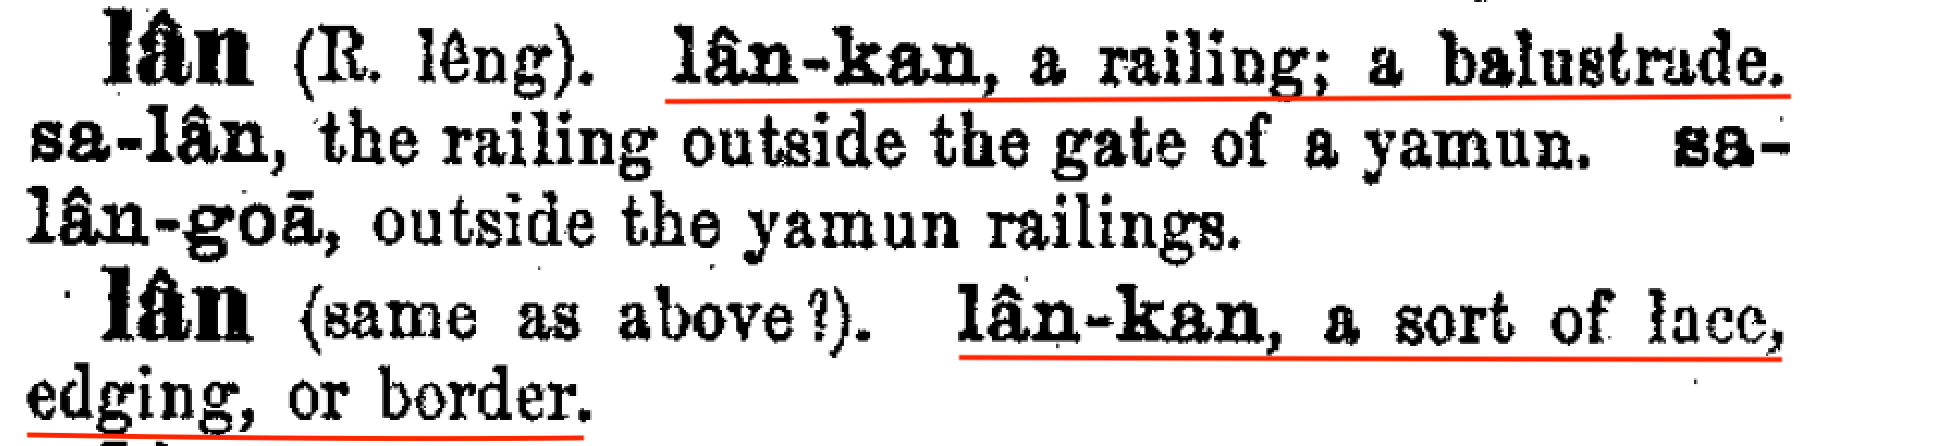 lân (R. lêng). lân-kan, a railing; a balustrade.
sa-lân, the railing outside the gate of a yamun. sa-
lân-goā, outside the yamun railings.
lân (same as above?). lân-kan, a sort of lace,
edging, or border.